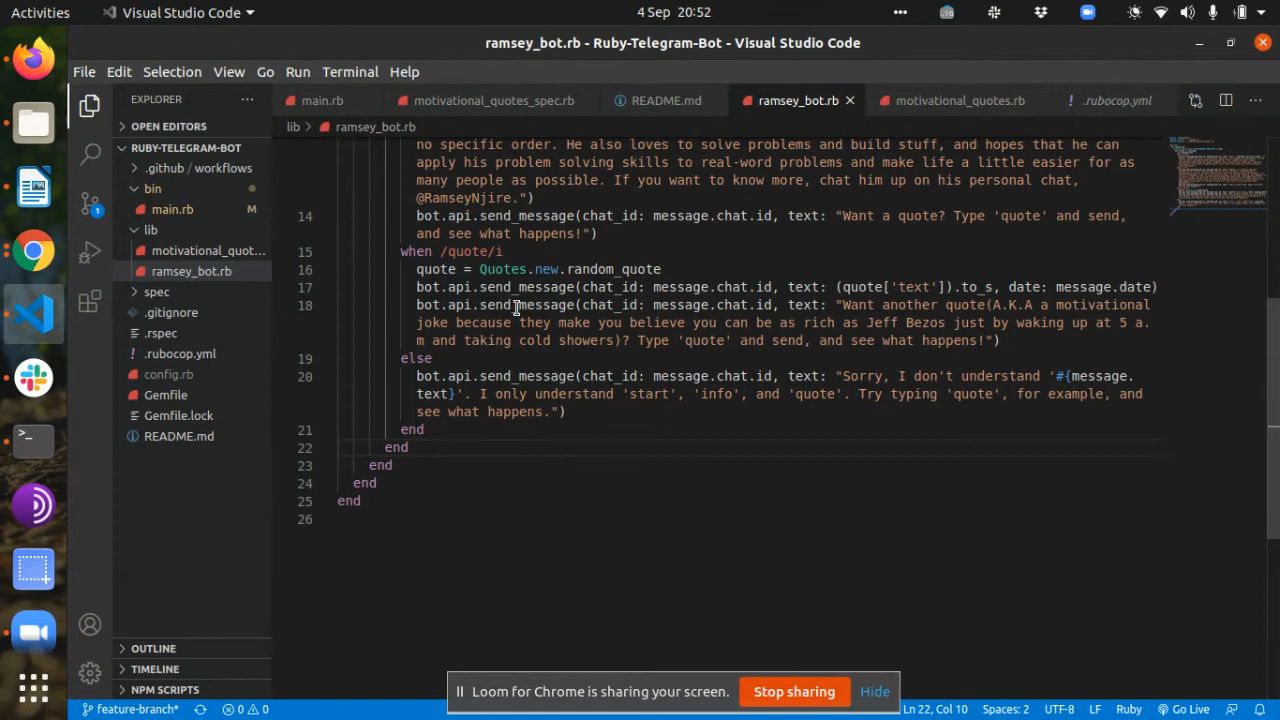 Activities
Visual Studio Code
4 Sep 20:52
ramsey_bot.rb - Ruby-Telegram-Bot - Visual Studio Code
File Edit Selection View Go Run Terminal Help
EXPLORER
OPEN EDITORS
RUBY-TELEGRAM-BOT
.github / workflows
bin
main.rb M
lib
motivational_quot...
ramsey_bot.rb
spec
.gitignore
.rspec
.rubocop.yml
config.rb
Gemfile
Gemfile.lock
README.md
OUTLINE
TIMELINE
NPM SCRIPTS
main.rb motivational_quotes_spec.rb README.md ramsey_bot.rb motivational_quotes.rb ! .rubocop.yml
lib > ramsey_bot.rb
no specific order. He also loves to solve problems and build stuff, and hopes that he can
apply his problem solving skills to real-word problems and make life a little easier for as
many people as possible. If you want to know more, chat him up on his personal chat,
@RamseyNjire.")
14 bot.api.send_message(chat_id: message.chat.id, text: "Want a quote? Type 'quote' and send,
and see what happens!")
15 when /quote/i
16 quote = Quotes.new.random_quote
17 bot.api.send_message(chat_id: message.chat.id, text: (quote['text']).to_s, date: message.date)
18 bot.api.send_message(chat_id: message.chat.id, text: "Want another quote(A.K.A a motivational
joke because they make you believe you can be as rich as Jeff Bezos just by waking up at 5 a.
m and taking cold showers)? Type 'quote' and send, and see what happens!")
19 else
20 bot.api.send_message(chat_id: message.chat.id, text: "Sorry, I don't understand '#{message.
text}'. I only understand 'start', 'info', and 'quote'. Try typing 'quote', for example, and
see what happens.")
21 end
22 end
23 end
24 end
25 end
26
Loom for Chrome is sharing your screen. Stop sharing Hide
feature-branch* 0 0 Ln 22, Col 10 Spaces: 2 UTF-8 LF Ruby Go Live